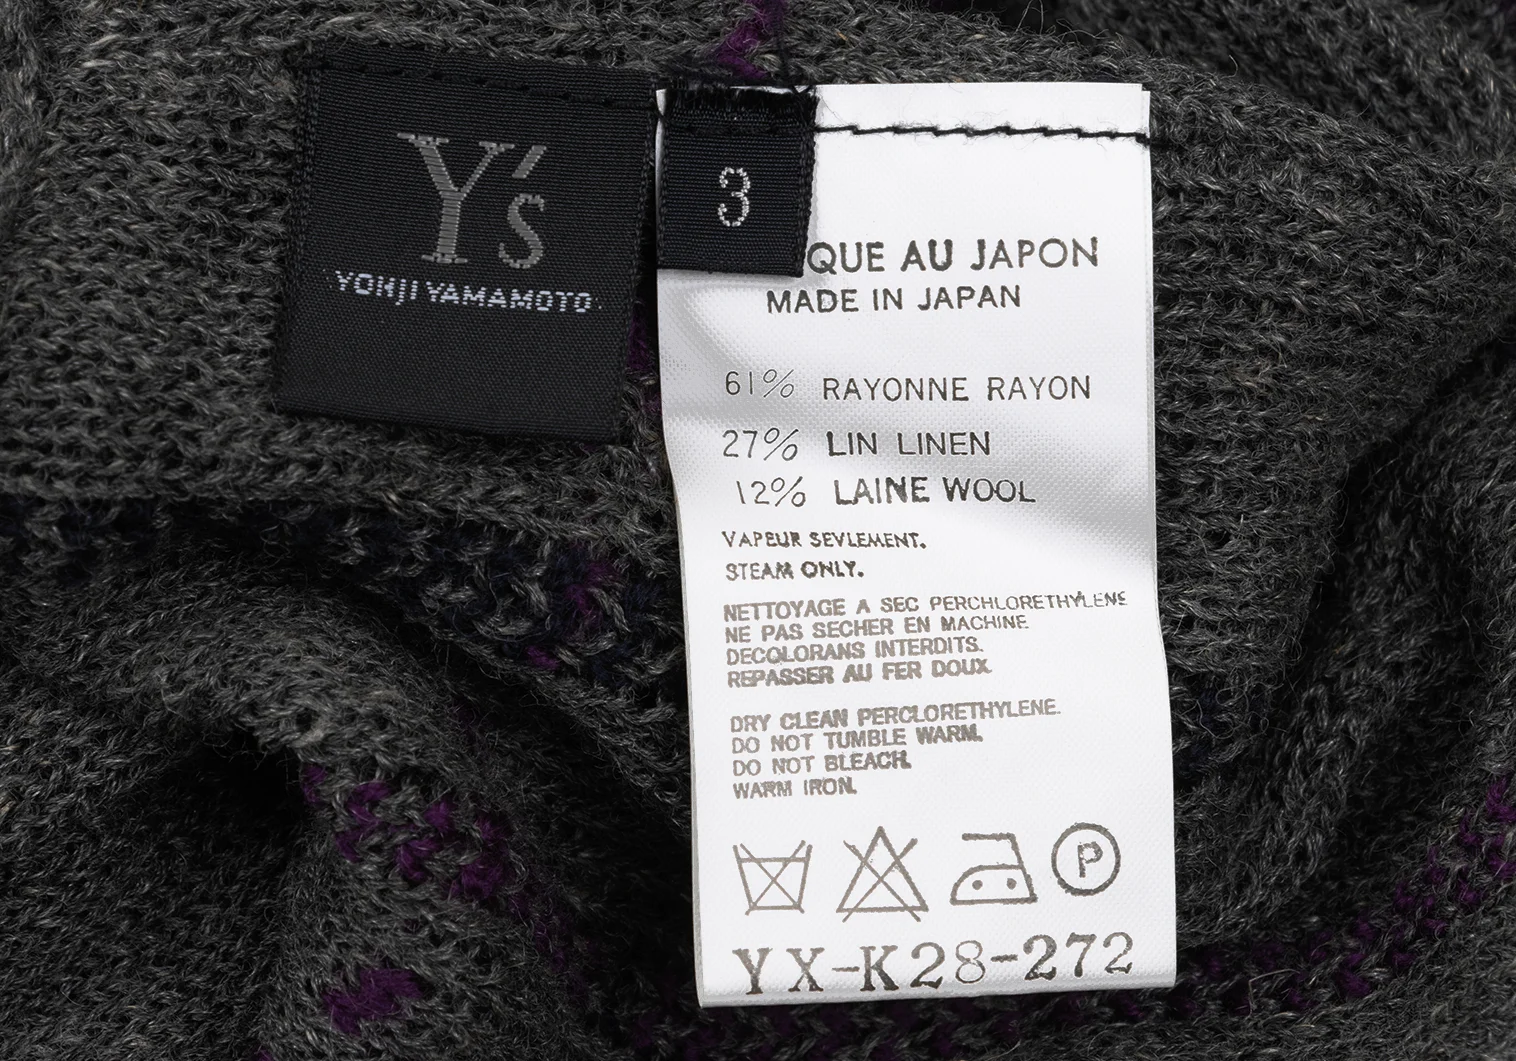 Y's
YOHJI YAMAMOTO.
3
QUE AU JAPON
MADE IN JAPAN
61% RAYONNE RAYON
27% LIN LINEN
12% LAINE WOOL
VAPEUR SEVLEMENT.
STEAM ONLY.
NETTOYAGE A SEC PERCHLORETHYLENE
NE PAS SECHER EN MACHINE
DECOLORANS INTERDITS.
REPASSER AU FER DOUX.
DRY CLEAN PERCLORETHYLENE.
DO NOT TUMBLE WARM.
DO NOT BLEACH.
WARM IRON.
P
YX-K28-272